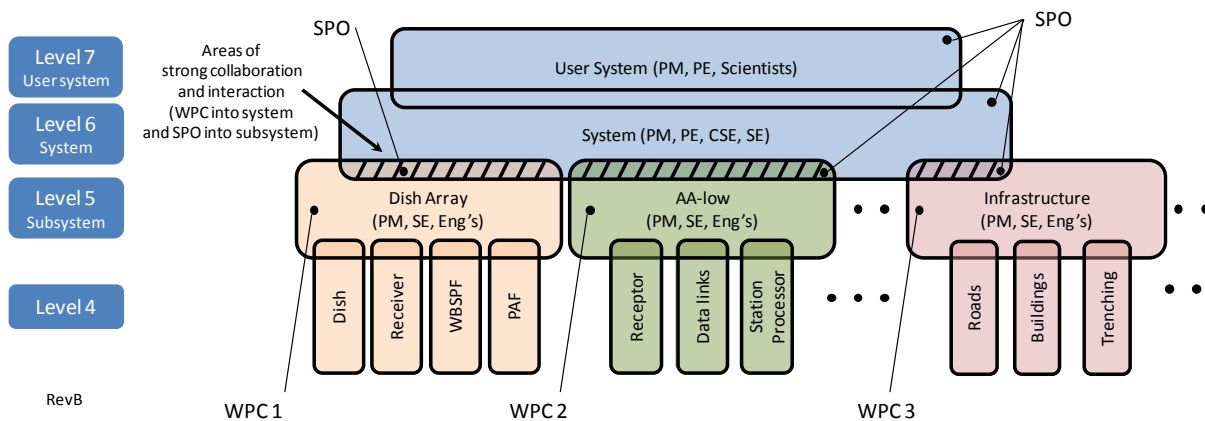 SPO
SPO
Level 7
User system
Areas of
strong collaboration
and interaction
(WPC into system
and SPO into subsystem)
User System (PM, PE, Scientists)
Level 6
System
System (PM, PE, CSE, SE)
Level 5
Subsystem
Dish Array
(PM, SE, Eng's)
AA-low
(PM, SE, Eng's)
Infrastructure
(PM, SE, Eng's)
Level 4
Dish
Receiver
WBSPF
PAF
Receptor
Data links
Station
Processor
Roads
Buildings
Trenching
RevB
WPC 1
WPC 2
WPC 3